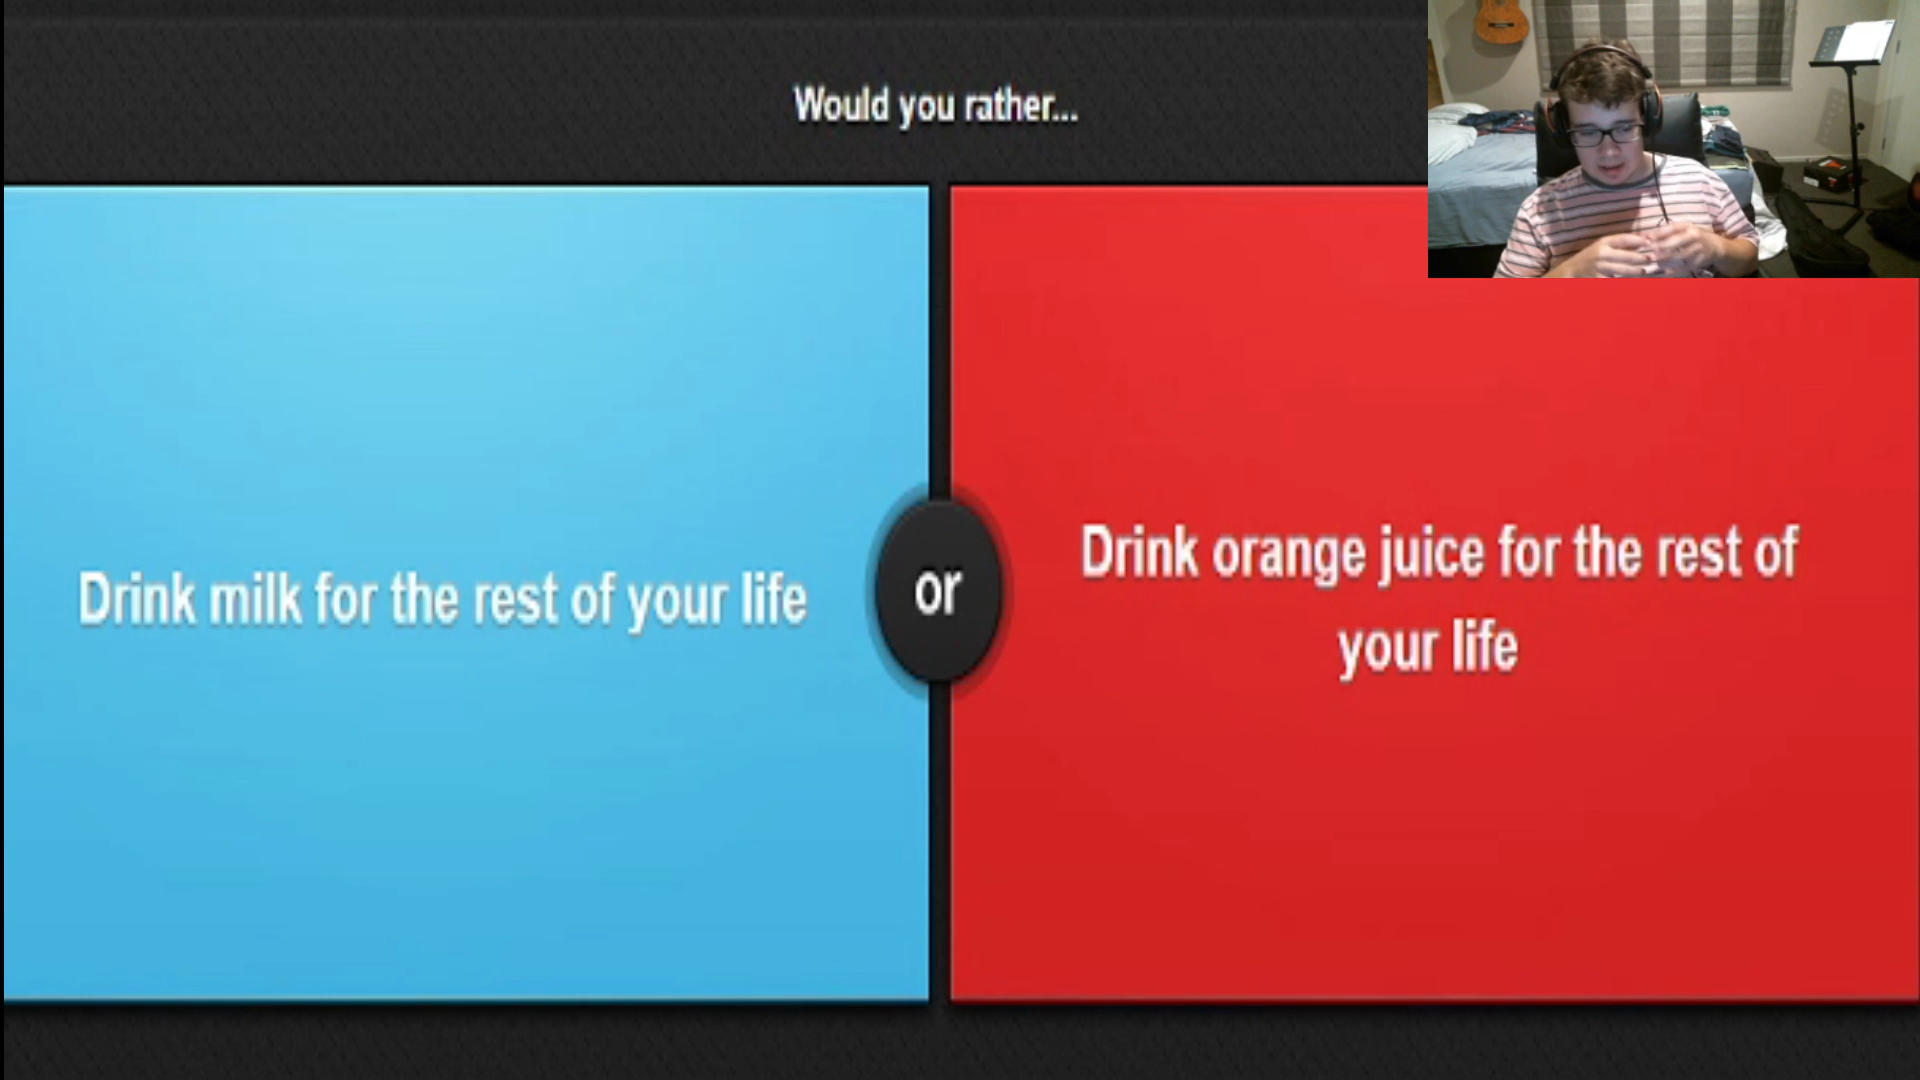 Would you rather...
Drink milk for the rest of your life
or
Drink orange juice for the rest of
your life